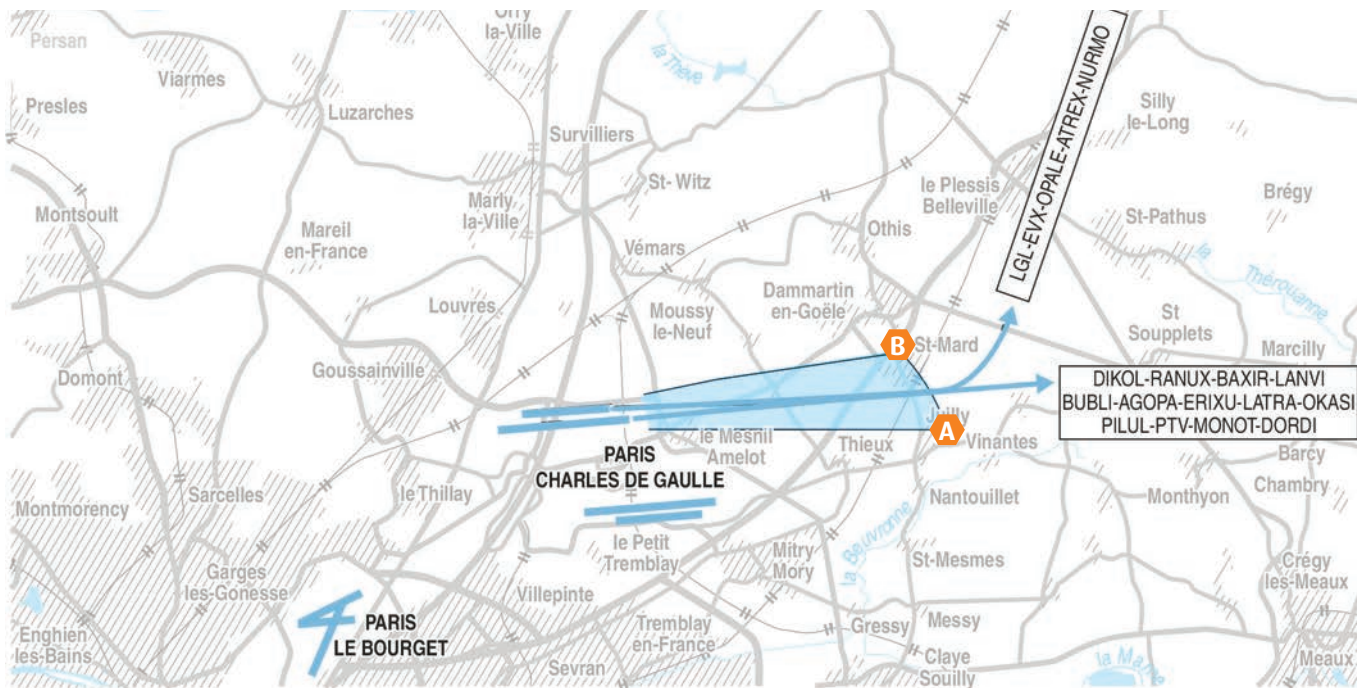 Orry
la-Ville
Persan
Viarmes
la Thève
Presles
Luzarches
Survilliers
Silly
le-Long
LGL-EVX-OPALE-ATREX-NURMO
St-Witz
le Plessis
Belleville
Brégy
Marly
la-Ville
Montsoult
Mareil
en-France
St-Pathus
Othis
Vémars
la Thérouanne
Dammartin
en-Goële
Louvres
Moussy
le-Neuf
St
Soupplets
B
St-Mard
Marcilly
Goussainville
Domont
DIKOL-RANUX-BAXIR-LANVI
BUBLI-AGOPA-ERIXU-LATRA-OKASI
PILUL-PTV-MONOT-DORDI
Juilly
A
le Mesnil
Amelot
Thieux
Vinantes
PARIS
CHARLES DE GAULLE
Barcy
Sarcelles
le Thillay
Nantouillet
Monthyon
Chambry
Montmorency
le Petit
Tremblay
Mitry
Mory
la Beuvronne
St-Mesmes
Crégy
les-Meaux
Garges
les-Gonesse
Villepinte
PARIS
LE BOURGET
Tremblay
en-France
Gressy
Messy
Enghien
les-Bains
Sevran
Claye
Souilly
la Marne
Meaux